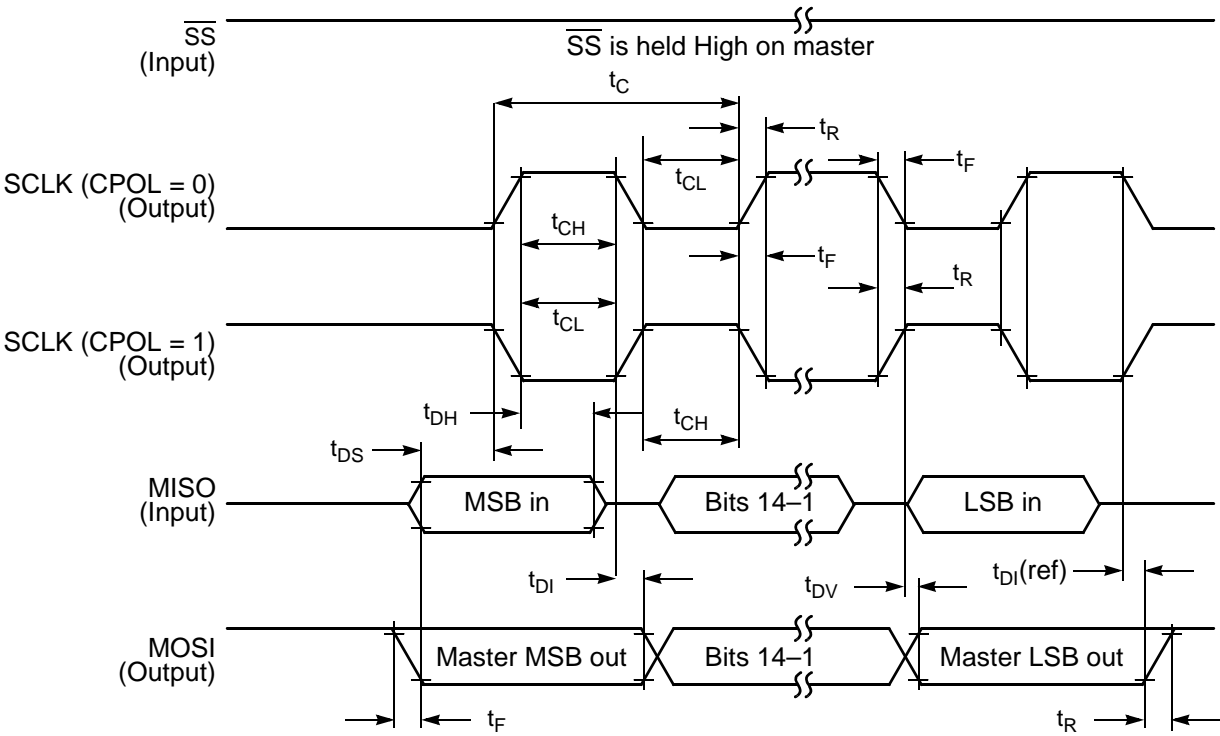 SS
(Input)
SS is held High on master
tC
tR
tF
tCL
SCLK (CPOL = 0)
(Output)
tCH
tF
tR
tCL
SCLK (CPOL = 1)
(Output)
tDH
tCH
tDS
MISO
(Input)
MSB in
Bits 14–1
LSB in
tDI
tDV
tDI(ref)
MOSI
(Output)
Master MSB out
Bits 14–1
Master LSB out
tF
tR